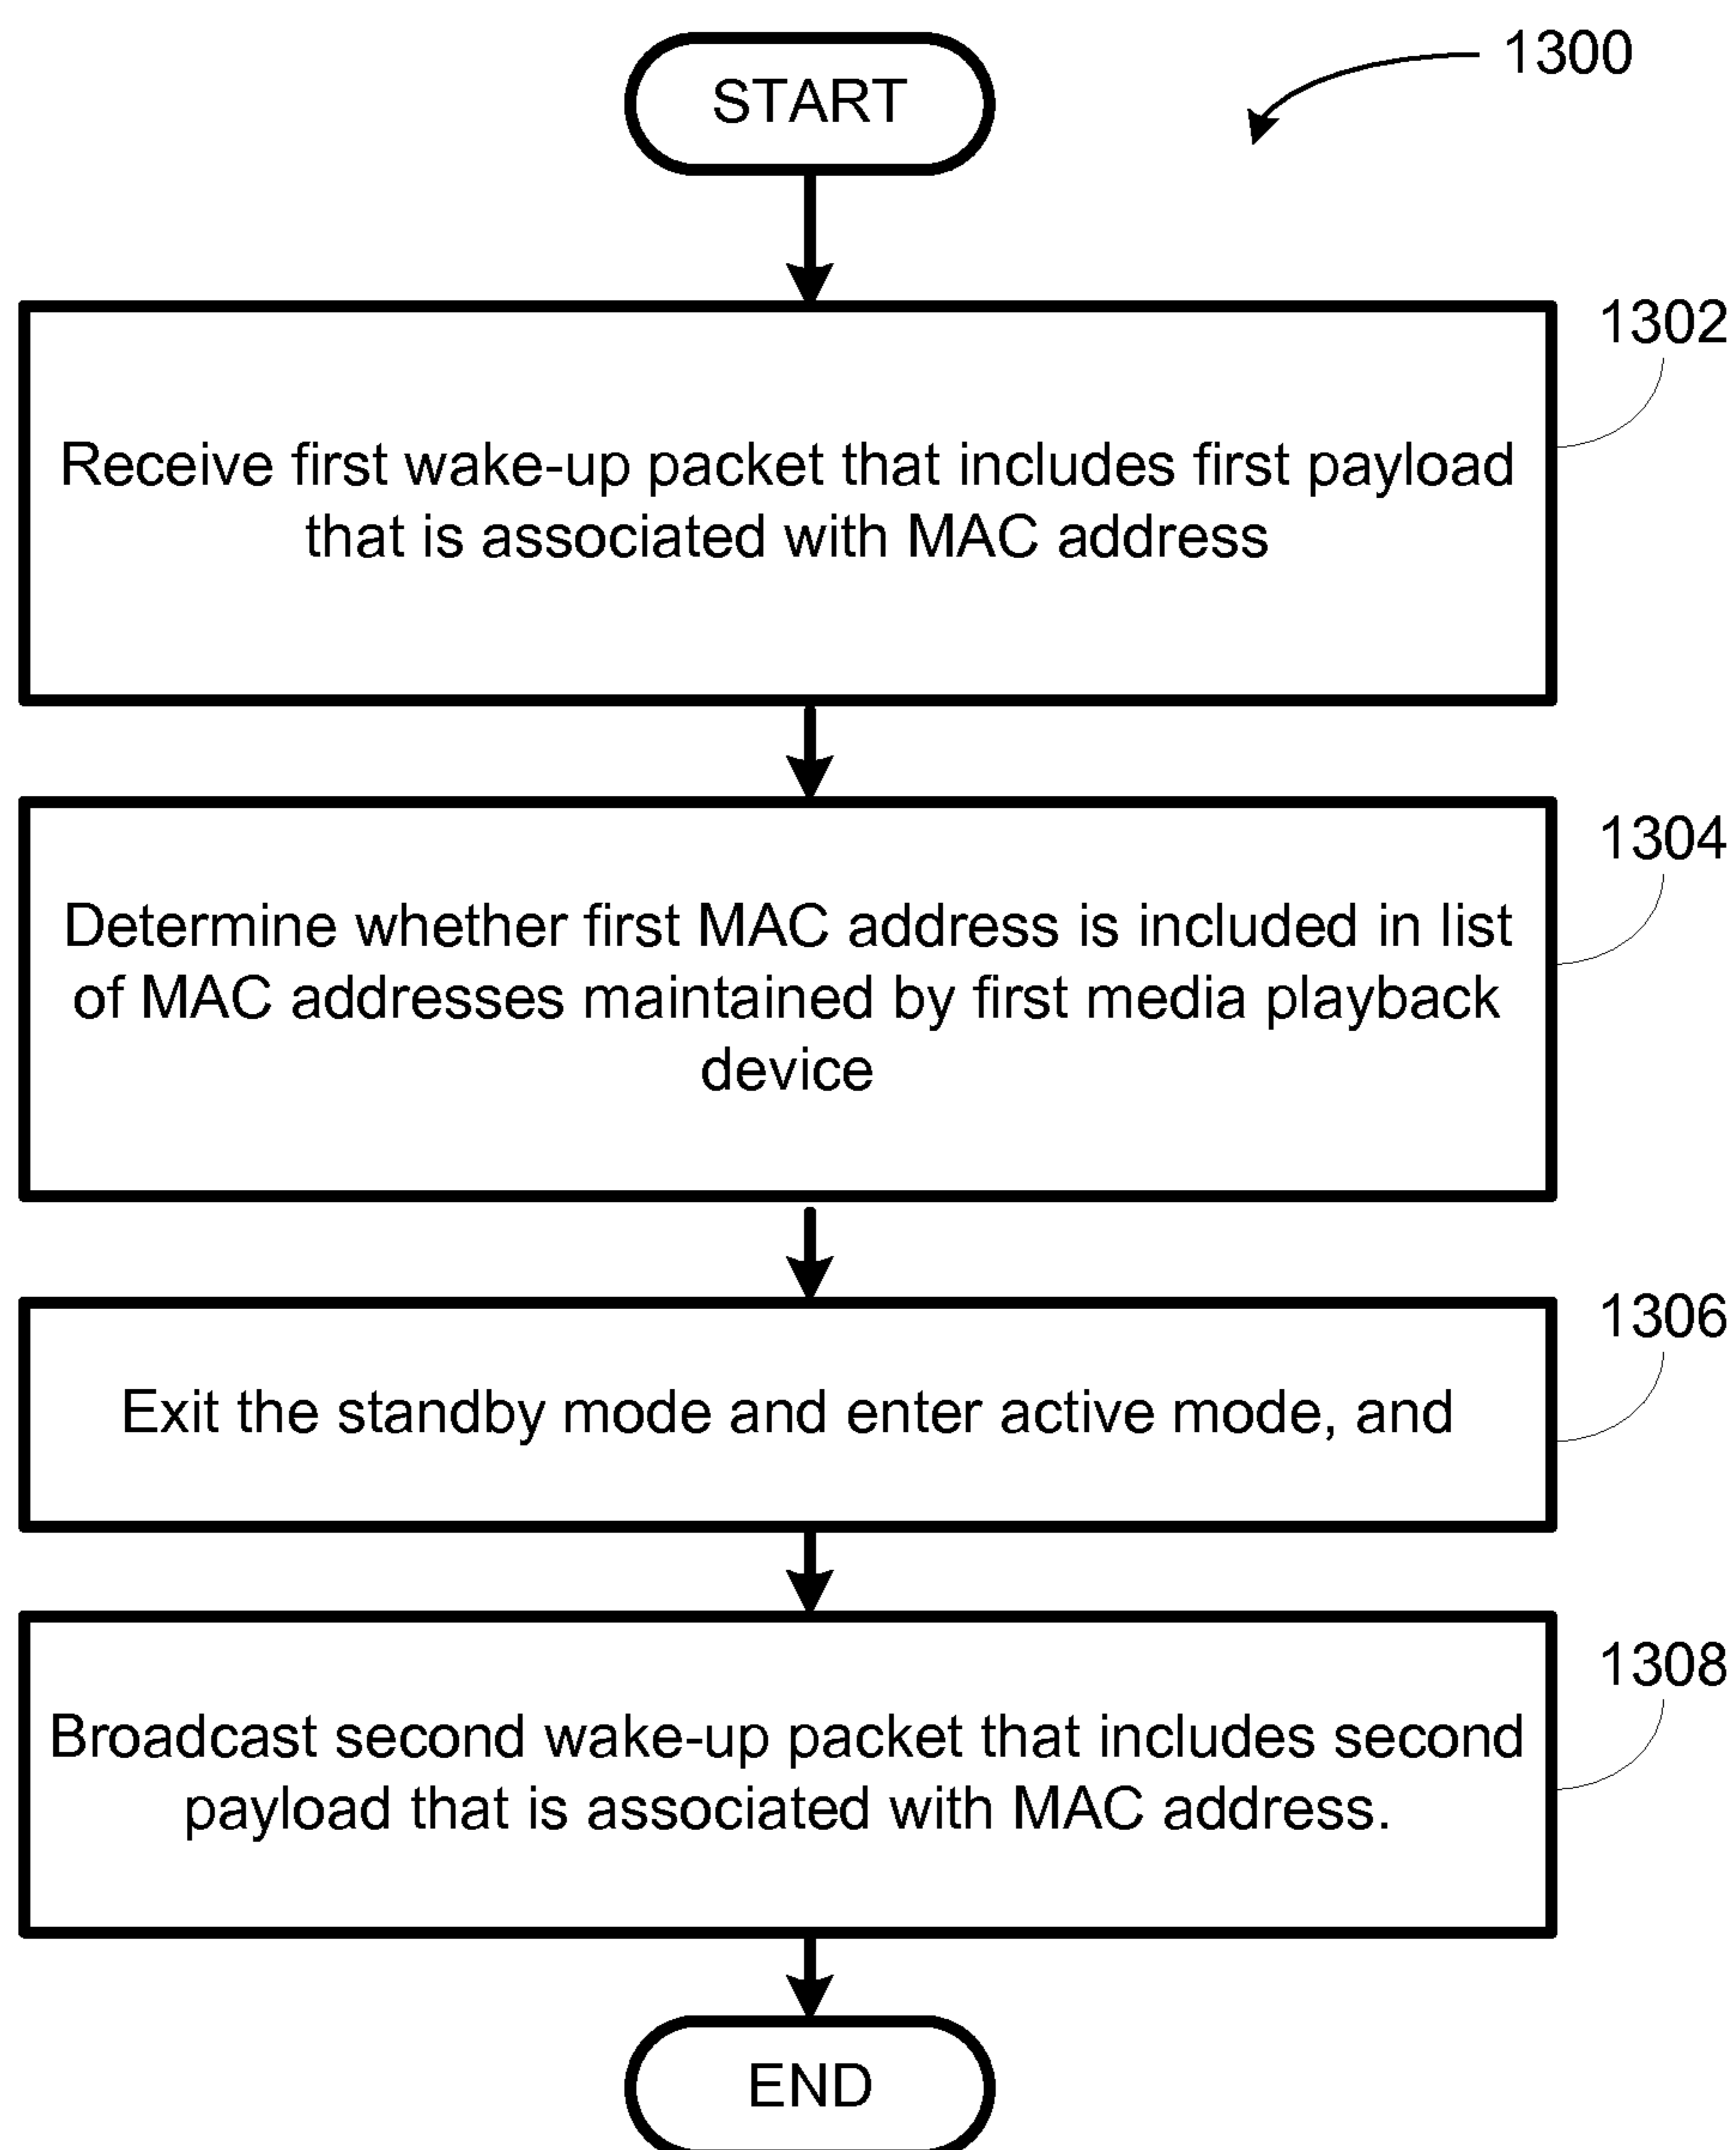 START
1300
1302
Receive first wake-up packet that includes first payload
that is associated with MAC address
1304
Determine whether first MAC address is included in list
of MAC addresses maintained by first media playback
device
1306
Exit the standby mode and enter active mode, and
1308
Broadcast second wake-up packet that includes second
payload that is associated with MAC address.
END